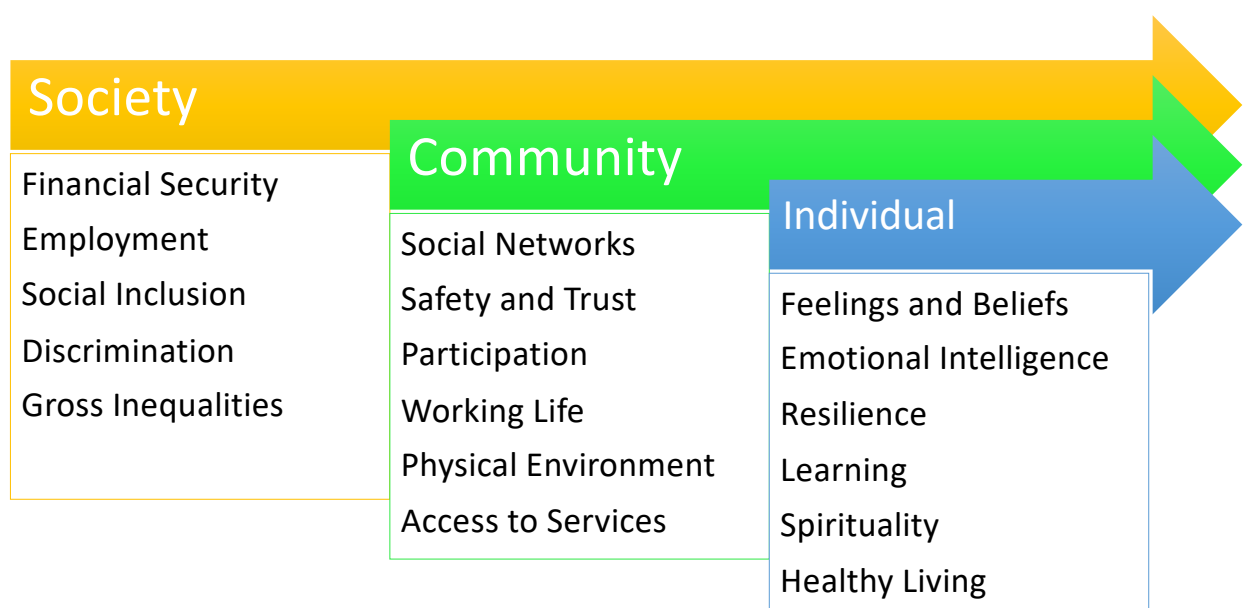 Society
Financial Security
Employment
Social Inclusion
Discrimination
Gross Inequalities
Community
Social Networks
Safety and Trust
Participation
Working Life
Physical Environment
Access to Services
Individual
Feelings and Beliefs
Emotional Intelligence
Resilience
Learning
Spirituality
Healthy Living